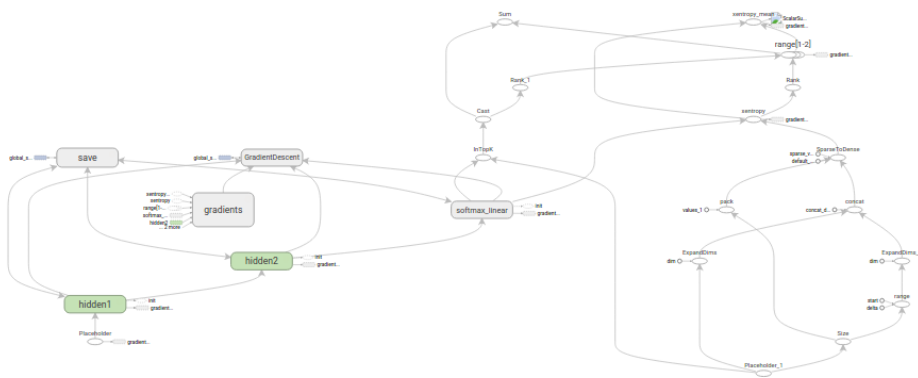 Sum
xentropy_mean
ScalarSu...
gradient...
range[1-2]
gradient...
Rank_1
Rank
Cast
xentropy
gradient...
global_s...
save
global_s...
GradientDescent
InTopK
sparse_v...
default_...
SparseToDense
xentropy...
xentropy
range[]
softmax_...
hidden2
... 2 more
gradients
softmax_linear
init
gradient...
values_1
pack
concat_d...
concat
hidden2
init
gradient...
dim
ExpandDims
dim
ExpandDims_
hidden1
init
gradient...
start
delta
range
Placeholder
gradient...
Size
Placeholder_1